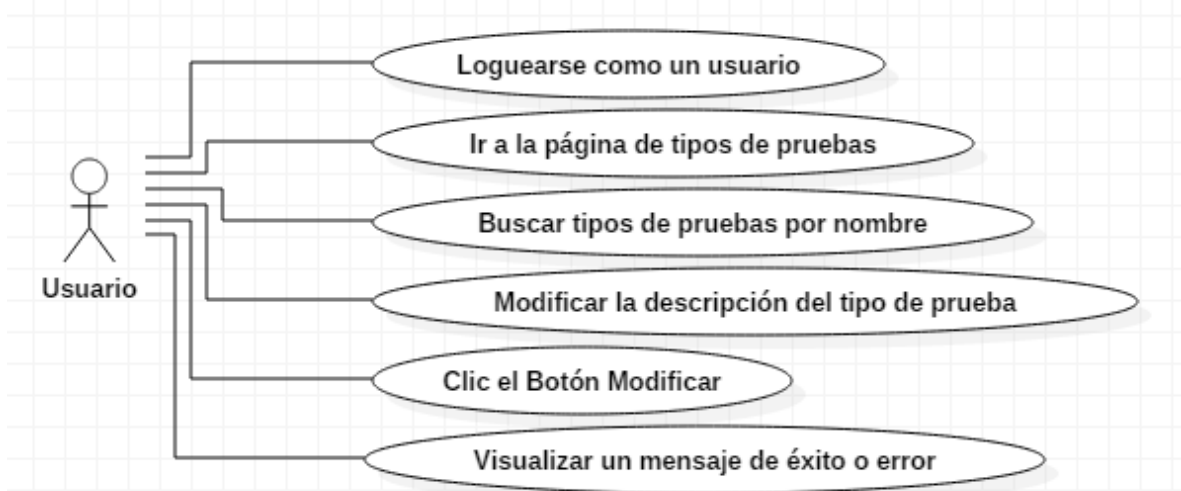 Loguearse como un usuario
Ir a la página de tipos de pruebas
Buscar tipos de pruebas por nombre
Usuario
Modificar la descripción del tipo de prueba
Clic el Botón Modificar
Visualizar un mensaje de éxito o error